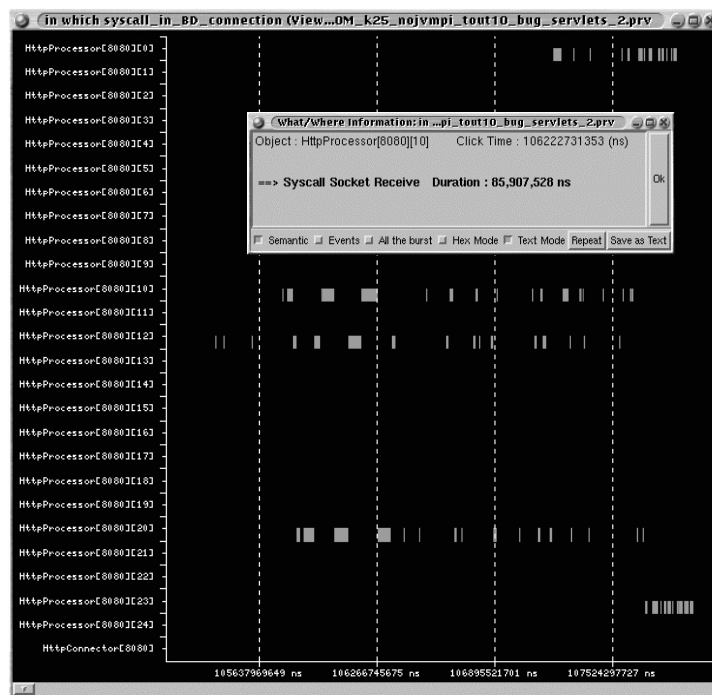 in which syscall_in_BD_connection (View...OM_k25_nojvmpi_tout10_bug_servlets_2.prv
HttpProcessor[8080][0]
HttpProcessor[8080][1]
HttpProcessor[8080][2]
HttpProcessor[8080][3]
HttpProcessor[8080][4]
HttpProcessor[8080][5]
HttpProcessor[8080][6]
HttpProcessor[8080][7]
HttpProcessor[8080][8]
HttpProcessor[8080][9]
HttpProcessor[8080][10]
HttpProcessor[8080][11]
HttpProcessor[8080][12]
HttpProcessor[8080][13]
HttpProcessor[8080][14]
HttpProcessor[8080][15]
HttpProcessor[8080][16]
HttpProcessor[8080][17]
HttpProcessor[8080][18]
HttpProcessor[8080][19]
HttpProcessor[8080][20]
HttpProcessor[8080][21]
HttpProcessor[8080][22]
HttpProcessor[8080][23]
HttpProcessor[8080][24]
HttpConnector[8080]
What/Where Information: in ...pi_tout10_bug_servlets_2.prv
Object : HttpProcessor[8080][10] Click Time : 106222731353 (ns)
==> Syscall Socket Receive Duration : 85,907,528 ns
Ok
Semantic Events All the burst Hex Mode Text Mode Repeat Save as Text
105637969649 ns 106266745675 ns 106895521701 ns 107524297727 ns